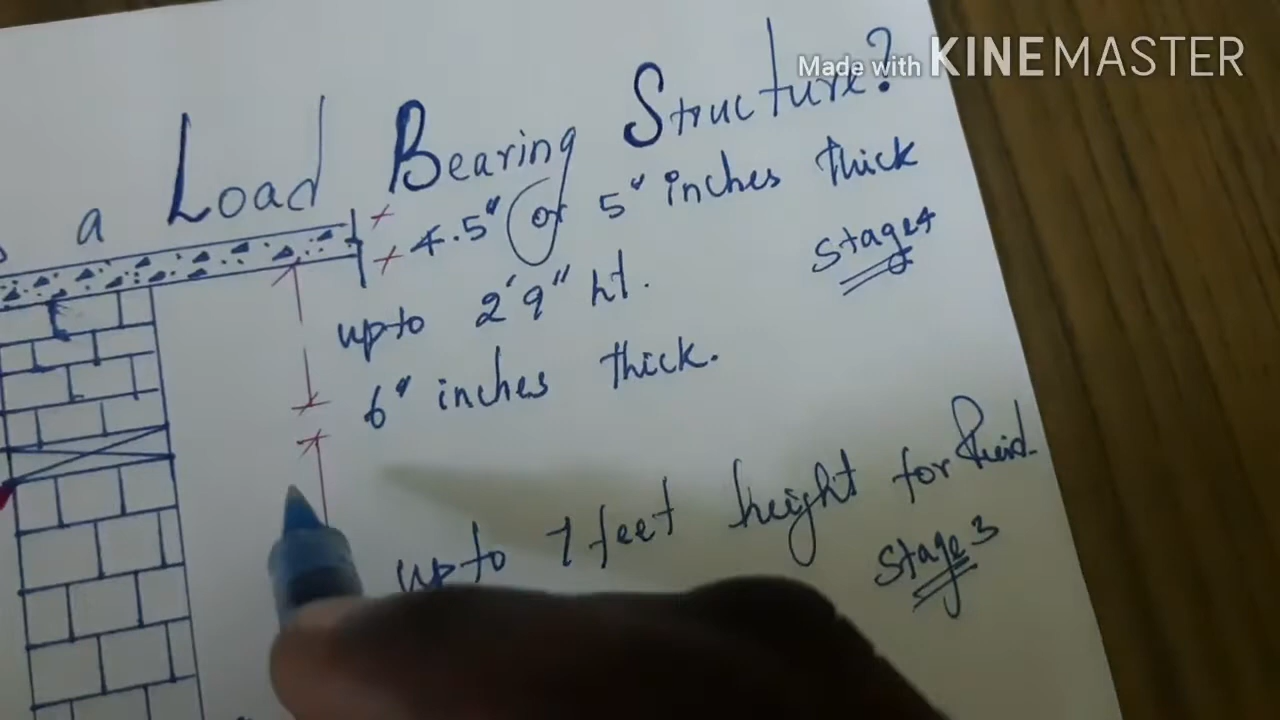 Made with KINEMASTER
a Load Bearing Structure?
4.5" or 5" inches thick
Stage 4
upto 2'9" ht.
6" inches thick.
upto 7 feet height for
Stage 3